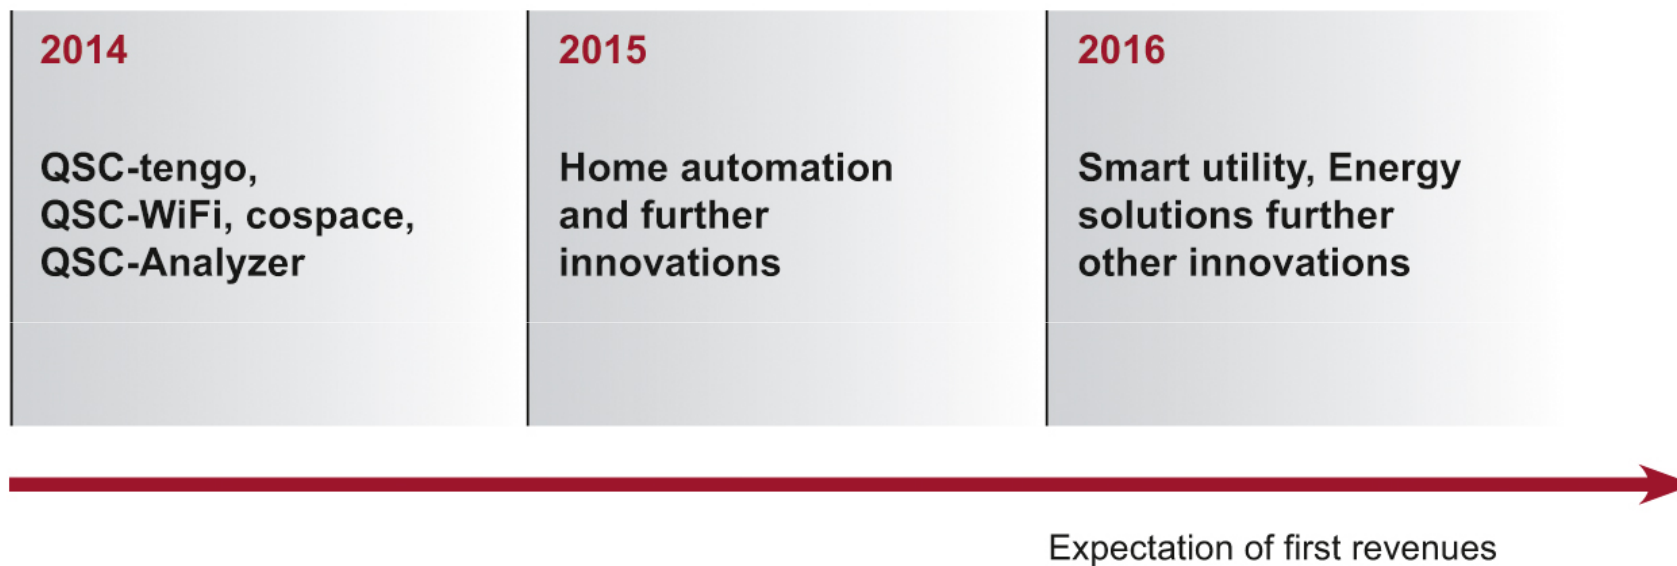 2014
QSC-tengo,
QSC-WiFi, cospace,
QSC-Analyzer
2015
Home automation
and further
innovations
2016
Smart utility, Energy
solutions further
other innovations
Expectation of first revenues